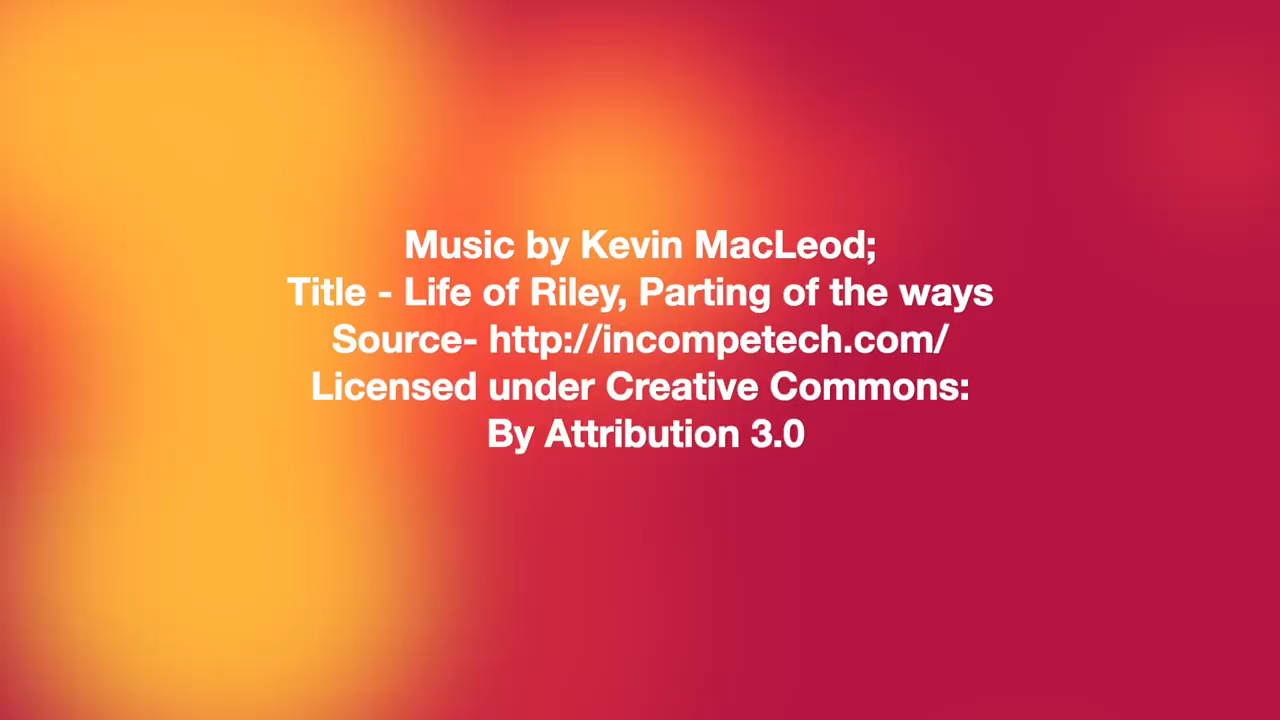 Music by Kevin MacLeod;
Title - Life of Riley, Parting of the ways
Source- http://incompetech.com/
Licensed under Creative Commons:
By Attribution 3.0